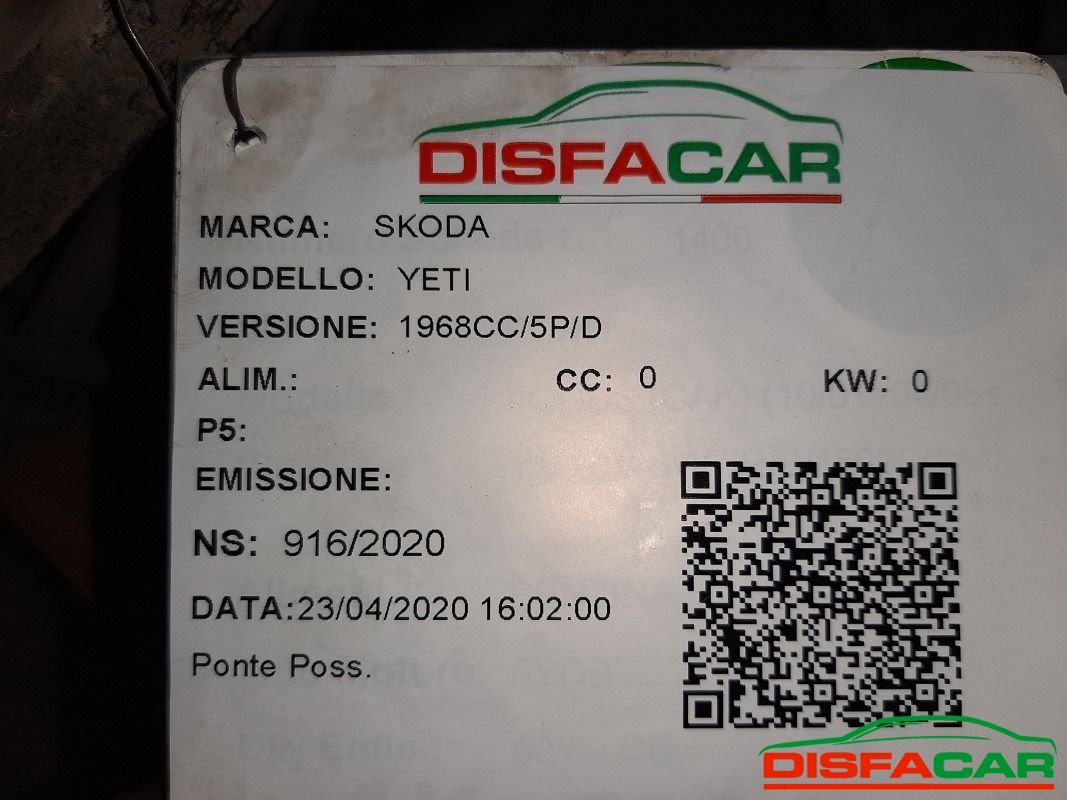 DISFACAR
MARCA: SKODA
MODELLO: YETI
VERSIONE: 1968CC/5P/D
ALIM.: CC: 0 KW: 0
P5:
EMISSIONE:
NS: 916/2020
DATA:23/04/2020 16:02:00
Ponte Poss.
1400
DISFACAR